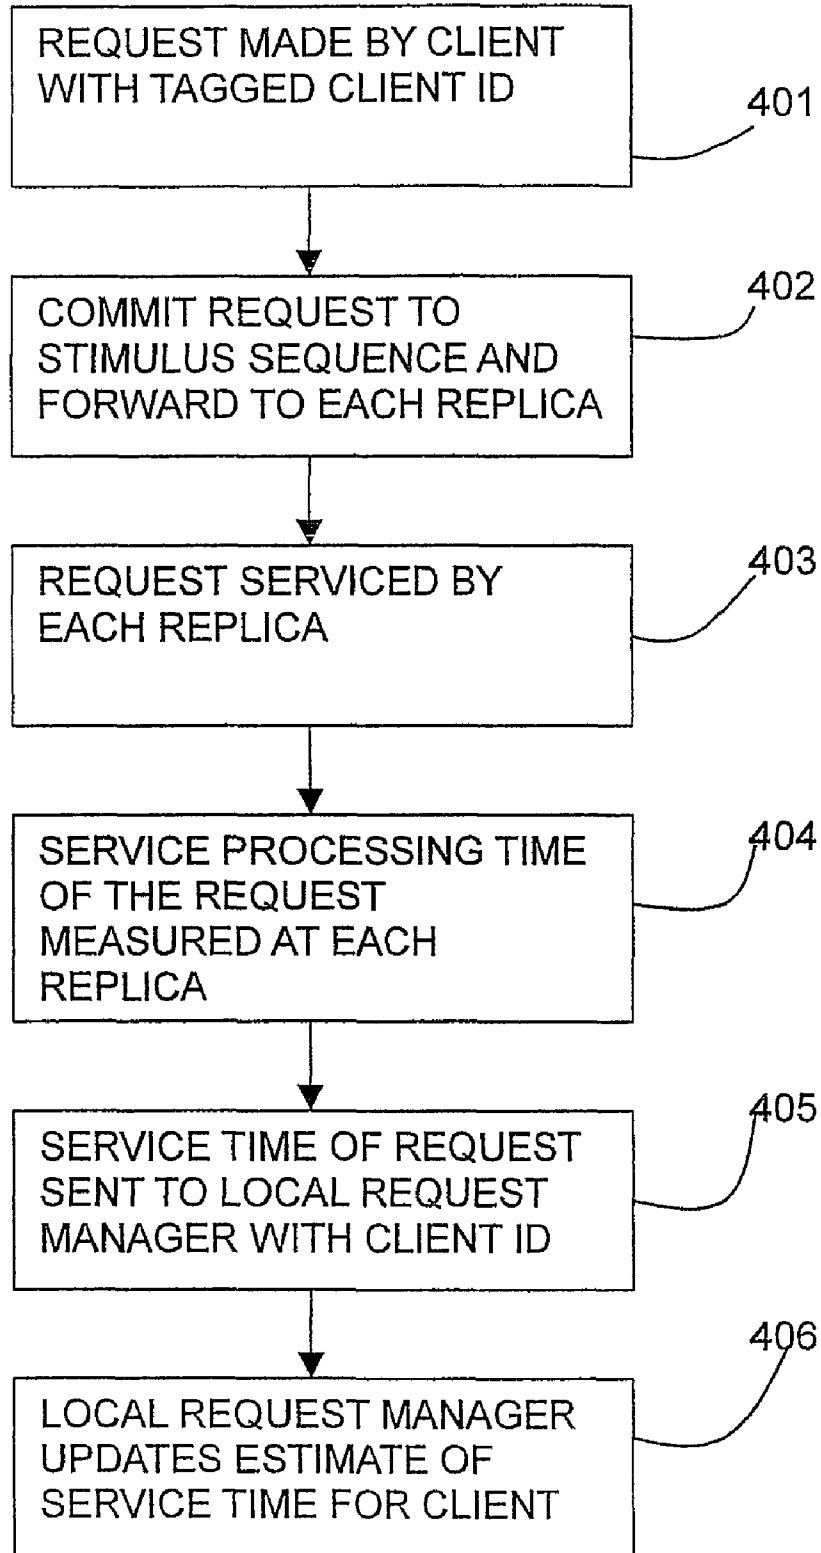 REQUEST MADE BY CLIENT
WITH TAGGED CLIENT ID
401
COMMIT REQUEST TO
STIMULUS SEQUENCE AND
FORWARD TO EACH REPLICA
402
REQUEST SERVICED BY
EACH REPLICA
403
SERVICE PROCESSING TIME
OF THE REQUEST
MEASURED AT EACH
REPLICA
404
SERVICE TIME OF REQUEST
SENT TO LOCAL REQUEST
MANAGER WITH CLIENT ID
405
LOCAL REQUEST MANAGER
UPDATES ESTIMATE OF
SERVICE TIME FOR CLIENT
406